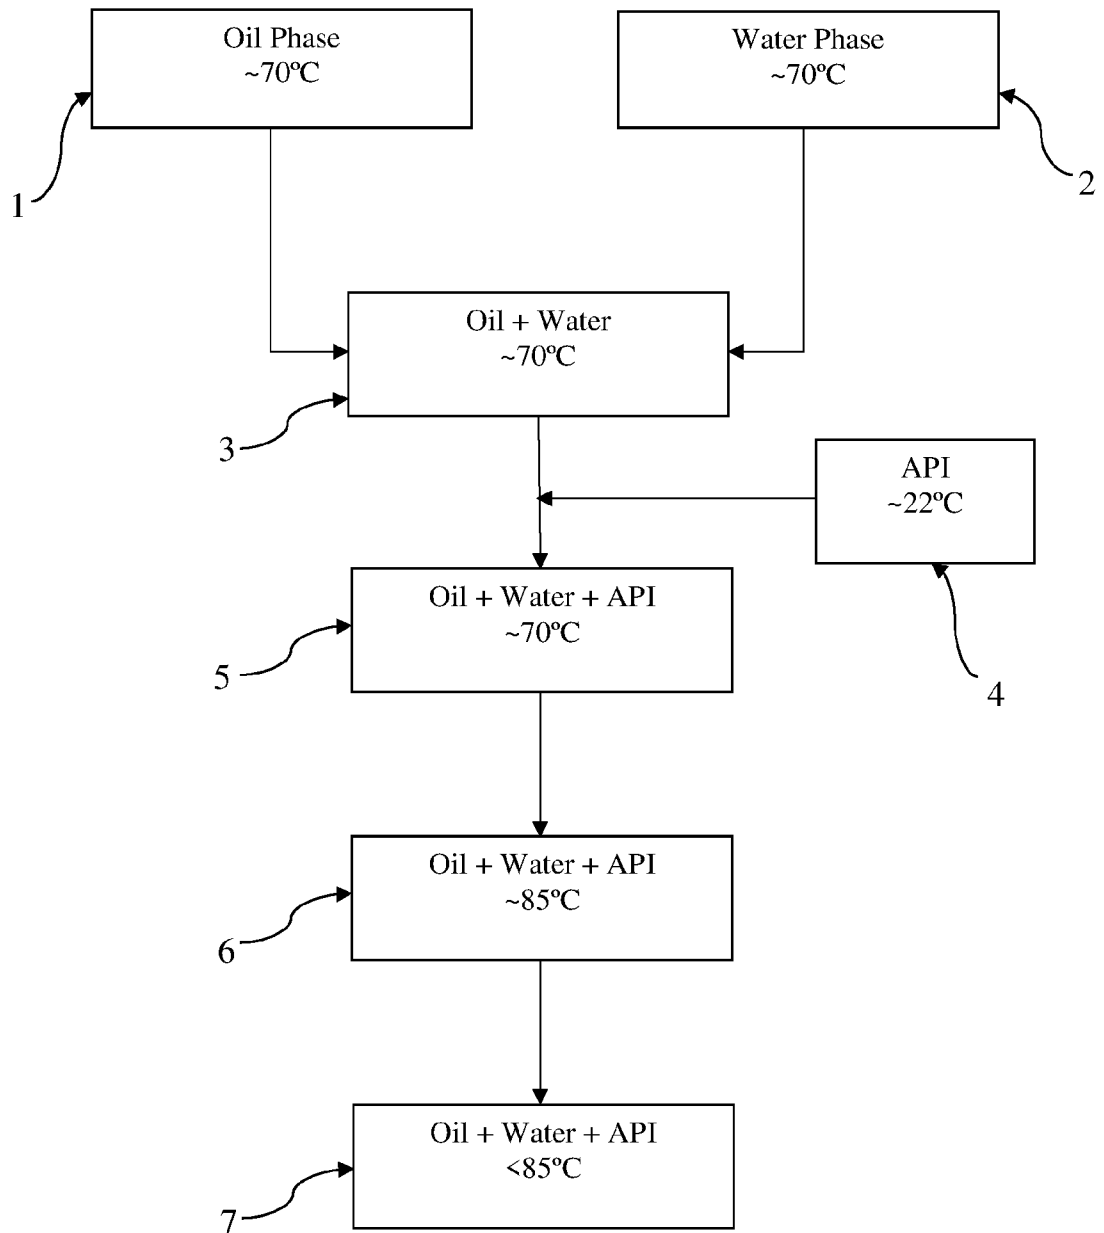 Oil Phase
~70ºC
Water Phase
~70ºC
1
2
Oil + Water
~70ºC
3
API
~22ºC
4
Oil + Water + API
~70ºC
5
Oil + Water + API
~85ºC
6
Oil + Water + API
<85ºC
7